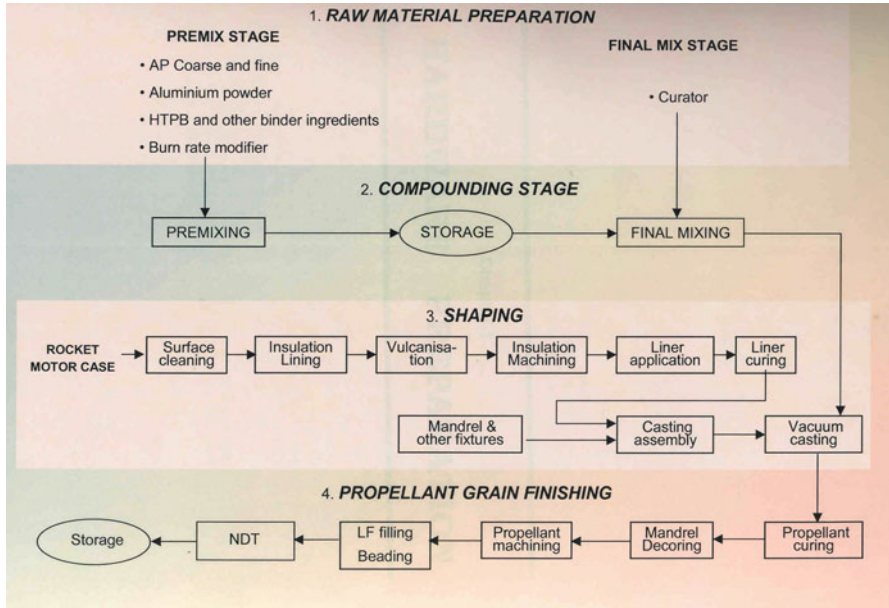 1. RAW MATERIAL PREPARATION
PREMIX STAGE
• AP Coarse and fine
• Aluminium powder
• HTPB and other binder ingredients
• Burn rate modifier
FINAL MIX STAGE
• Curator
2. COMPOUNDING STAGE
PREMIXING
STORAGE
FINAL MIXING
3. SHAPING
ROCKET
MOTOR CASE
Surface
cleaning
Insulation
Lining
Vulcanisa-
tion
Insulation
Machining
Liner
application
Liner
curing
Mandrel &
other fixtures
Casting
assembly
Vacuum
casting
4. PROPELLANT GRAIN FINISHING
Storage
NDT
LF filling
Beading
Propellant
machining
Mandrel
Decoring
Propellant
curing